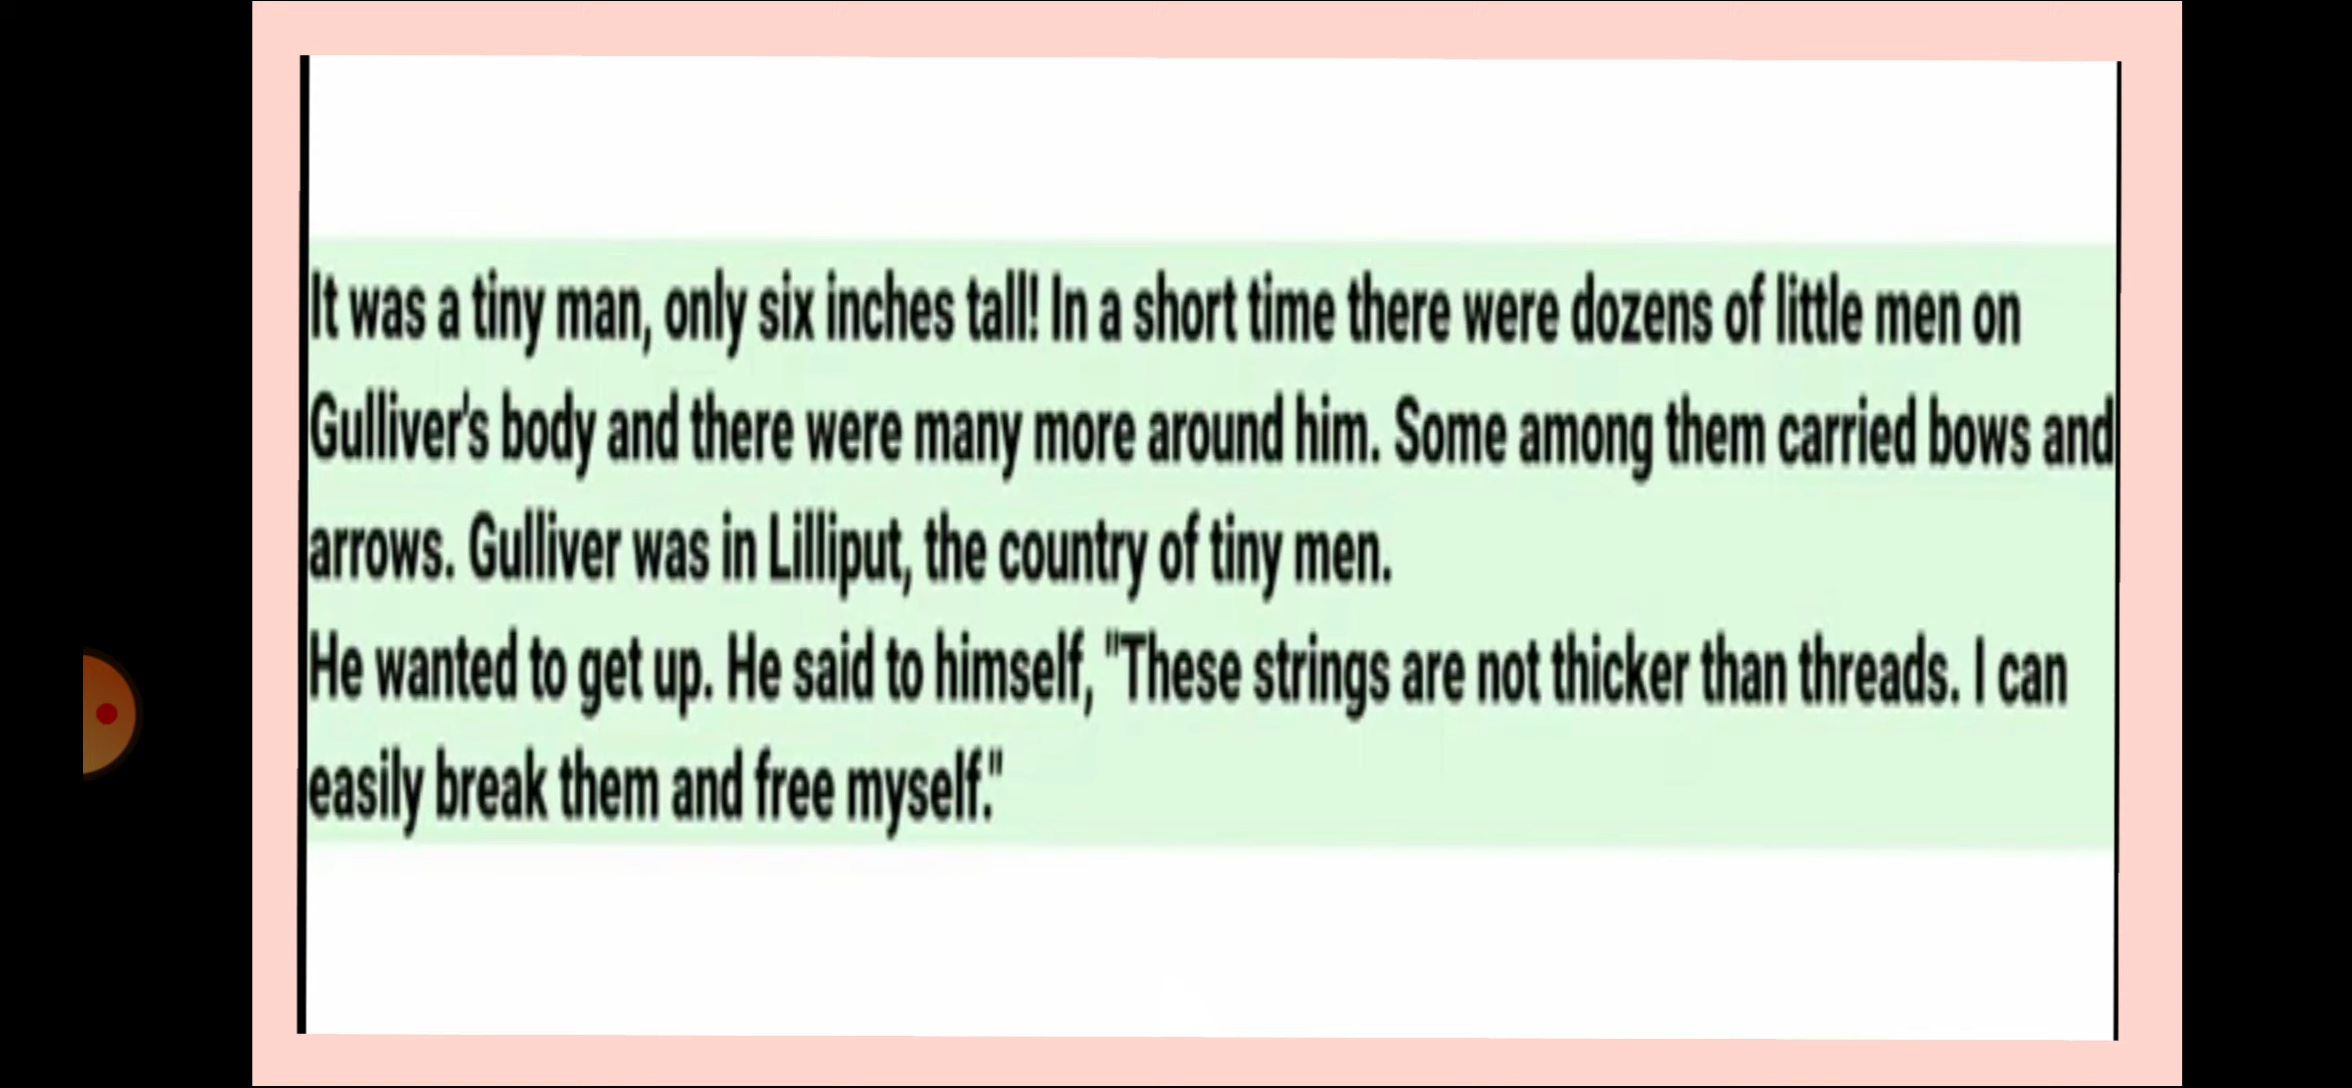 It was a tiny man, only six inches tall! In a short time there were dozens of little men on
Gulliver's body and there were many more around him. Some among them carried bows and
arrows. Gulliver was in Lilliput, the country of tiny men.
He wanted to get up. He said to himself, "These strings are not thicker than threads. I can
easily break them and free myself."